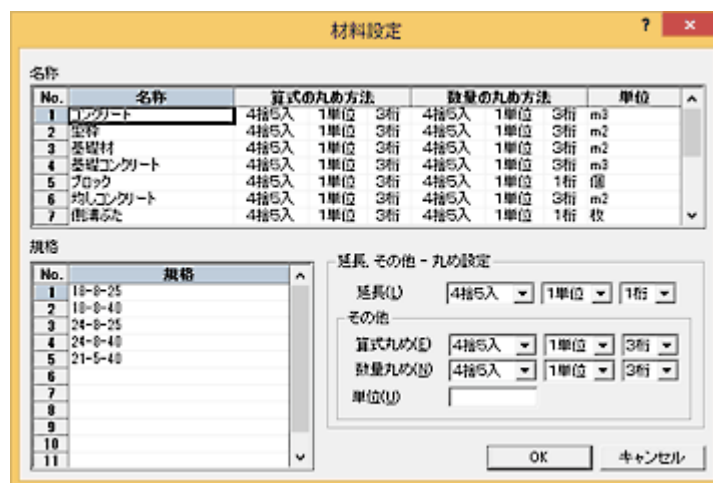 材料設定
? ×
名称
No. 名称 算式の丸め方法 数量の丸め方法 単位
1 コンクリート 4捨5入 1単位 3桁 4捨5入 1単位 3桁 m3
2 型枠 4捨5入 1単位 3桁 4捨5入 1単位 3桁 m2
3 基礎材 4捨5入 1単位 3桁 4捨5入 1単位 3桁 m2
4 基礎コンクリート 4捨5入 1単位 3桁 4捨5入 1単位 3桁 m3
5 ブロック 4捨5入 1単位 3桁 4捨5入 1単位 1桁 個
6 均しコンクリート 4捨5入 1単位 3桁 4捨5入 1単位 3桁 m2
7 側溝ぶた 4捨5入 1単位 3桁 4捨5入 1単位 1桁 枚
規格
No. 規格
1 18-8-25
2 18-8-40
3 24-8-25
4 24-8-40
5 21-5-40
6
7
8
9
10
11
延長,その他 - 丸め設定
延長(L) 4捨5入 1単位 1桁
その他
算式丸め(E) 4捨5入 1単位 3桁
数量丸め(N) 4捨5入 1単位 3桁
単位(U)
OK キャンセル